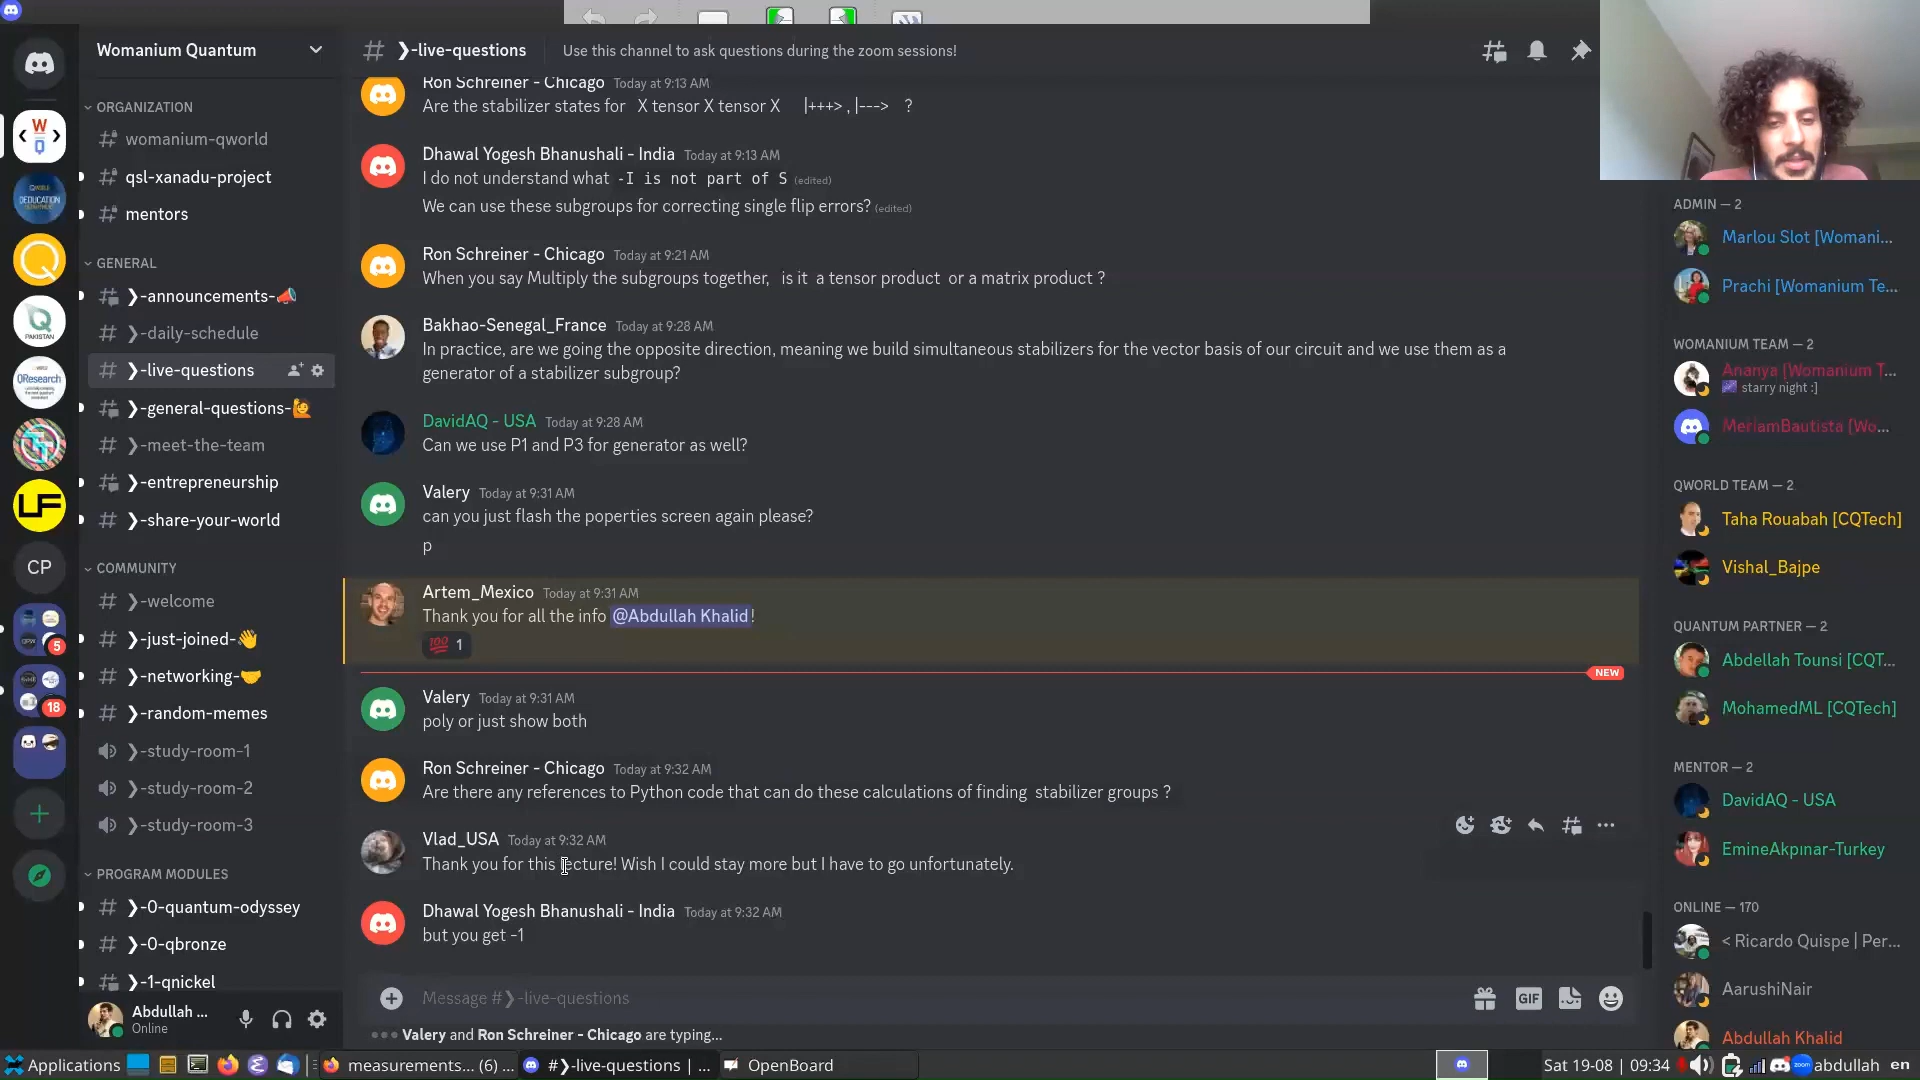 Womanium Quantum
ORGANIZATION
womanium-qworld
qsl-xanadu-project
mentors
GENERAL
❯-announcements-📣
❯-daily-schedule
❯-live-questions
❯-general-questions-🙋
❯-meet-the-team
❯-entrepreneurship
❯-share-your-world
COMMUNITY
❯-welcome
❯-just-joined-👋
❯-networking-🤝
❯-random-memes
❯-study-room-1
❯-study-room-2
❯-study-room-3
PROGRAM MODULES
❯-0-quantum-odyssey
❯-0-qbronze
❯-1-qnickel
Abdullah ...
Online
W
Q
PAKISTAN
QResearch
LF
CP
5
18
# ❯-live-questions
Use this channel to ask questions during the zoom sessions!
Ron Schreiner - Chicago Today at 9:13 AM
Are the stabilizer states for X tensor X tensor X |+++> , |---> ?
Dhawal Yogesh Bhanushali - India Today at 9:13 AM
I do not understand what -I is not part of S (edited)
We can use these subgroups for correcting single flip errors? (edited)
Ron Schreiner - Chicago Today at 9:21 AM
When you say Multiply the subgroups together, is it a tensor product or a matrix product ?
Bakhao-Senegal_France Today at 9:28 AM
In practice, are we going the opposite direction, meaning we build simultaneous stabilizers for the vector basis of our circuit and we use them as a
generator of a stabilizer subgroup?
DavidAQ - USA Today at 9:28 AM
Can we use P1 and P3 for generator as well?
Valery Today at 9:31 AM
can you just flash the poperties screen again please?
p
Artem_Mexico Today at 9:31 AM
Thank you for all the info @Abdullah Khalid!
💯 1
NEW
Valery Today at 9:31 AM
poly or just show both
Ron Schreiner - Chicago Today at 9:32 AM
Are there any references to Python code that can do these calculations of finding stabilizer groups ?
Vlad_USA Today at 9:32 AM
Thank you for this lecture! Wish I could stay more but I have to go unfortunately.
Dhawal Yogesh Bhanushali - India Today at 9:32 AM
but you get -1
Message #❯-live-questions
GIF
Valery and Ron Schreiner - Chicago are typing...
ADMIN — 2
Marlou Slot [Womani...
Prachi [Womanium Te...
WOMANIUM TEAM — 2
Ananya [Womanium T...
starry night :]
MeriamBautista [Wo...
QWORLD TEAM — 2
Taha Rouabah [CQTech]
Vishal_Bajpe
QUANTUM PARTNER — 2
Abdellah Tounsi [CQT...
MohamedML [CQTech]
MENTOR — 2
DavidAQ - USA
EmineAkpınar-Turkey
ONLINE — 170
< Ricardo Quispe | Per...
AarushiNair
Abdullah Khalid
Applications
measurements... (6) ...
#❯-live-questions | ...
OpenBoard
Sat 19-08 | 09:34
zoom
abdullah
en